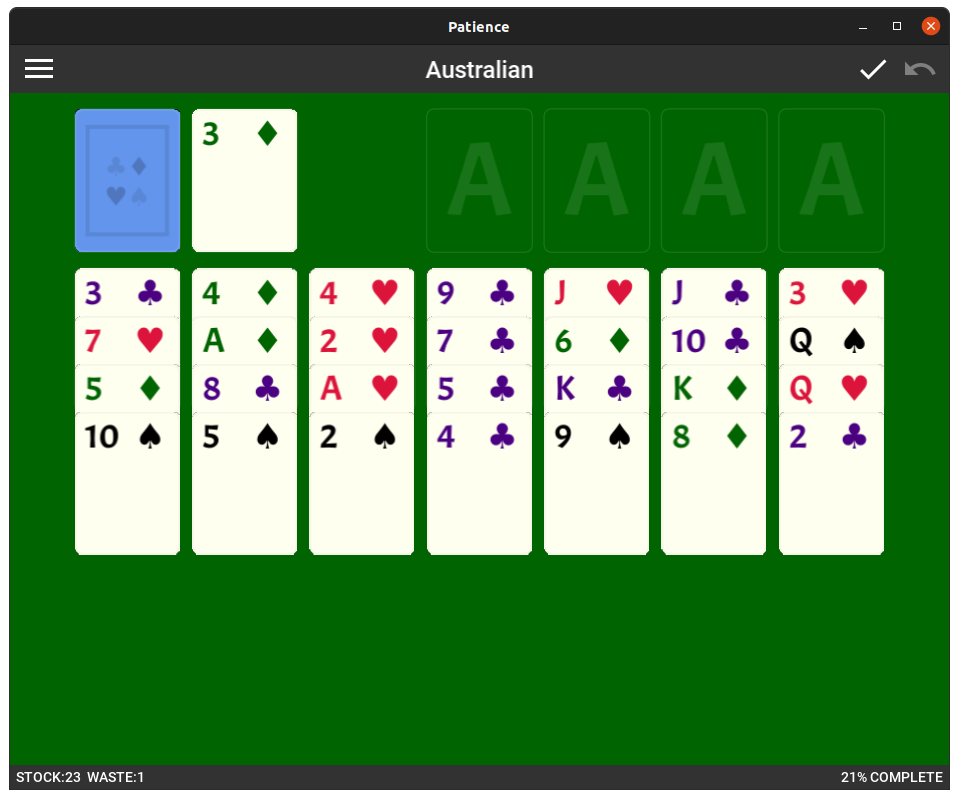 Patience
Australian
3
A A A A
3 4 4 9 J J 3
7 A 2 7 6 10 Q
5 8 A 5 K K Q
10 5 2 4 9 8 2
STOCK:23 WASTE:1 21% COMPLETE